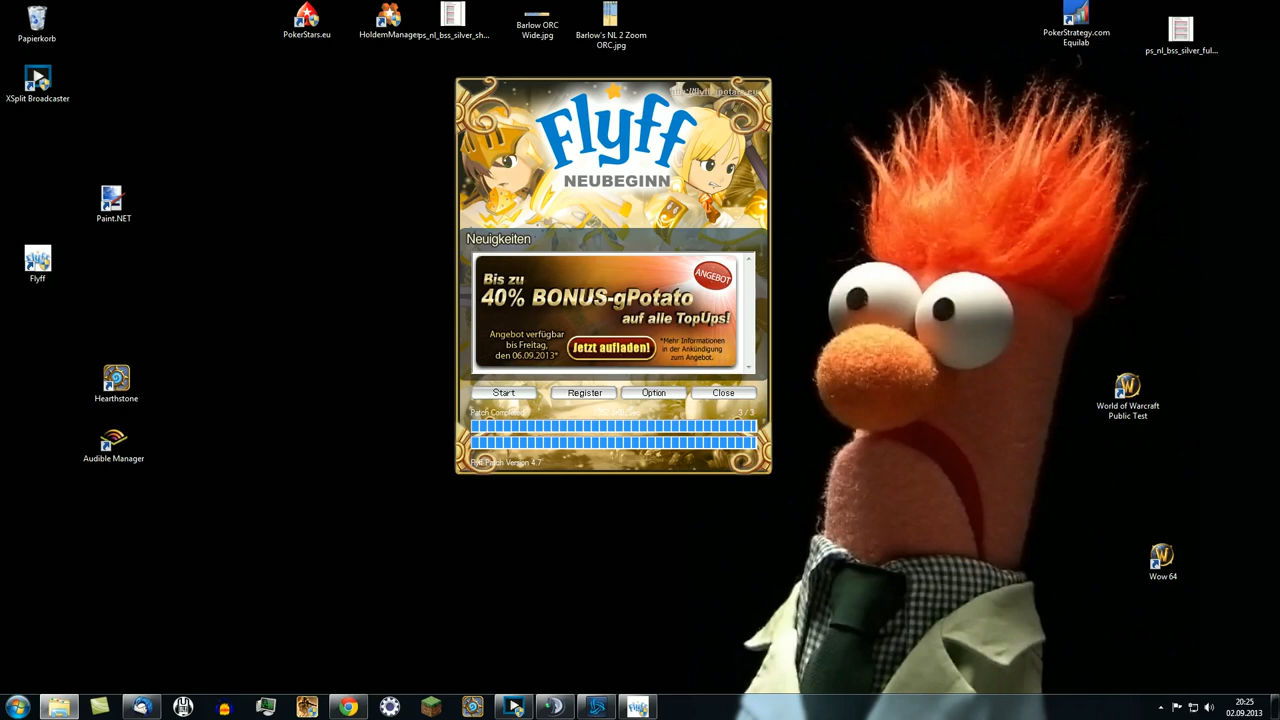 Papierkorb
XSplit Broadcaster
Paint.NET
Flyff
Hearthstone
Audible Manager
PokerStars.eu
HoldemManager
ps_nl_bss_silver_sh...
Barlow ORC
Wide.jpg
Barlow's NL 2 Zoom
ORC.jpg
PokerStrategy.com
Equilab
ps_nl_bss_silver_ful...
World of Warcraft
Public Test
Wow 64
Flyff
NEUBEGINN
Neuigkeiten
ANGEBOT
Bis zu
40% BONUS-gPotato
auf alle TopUps!
Angebot verfügbar
bis Freitag,
den 06.09.2013*
Jetzt aufladen!
*Mehr Informationen
in der Ankündigung
zum Angebot.
Start
Register
Option
Close
Patch Completed
3 / 3
Flyff Patch Version 4.7
20:25
02.09.2013